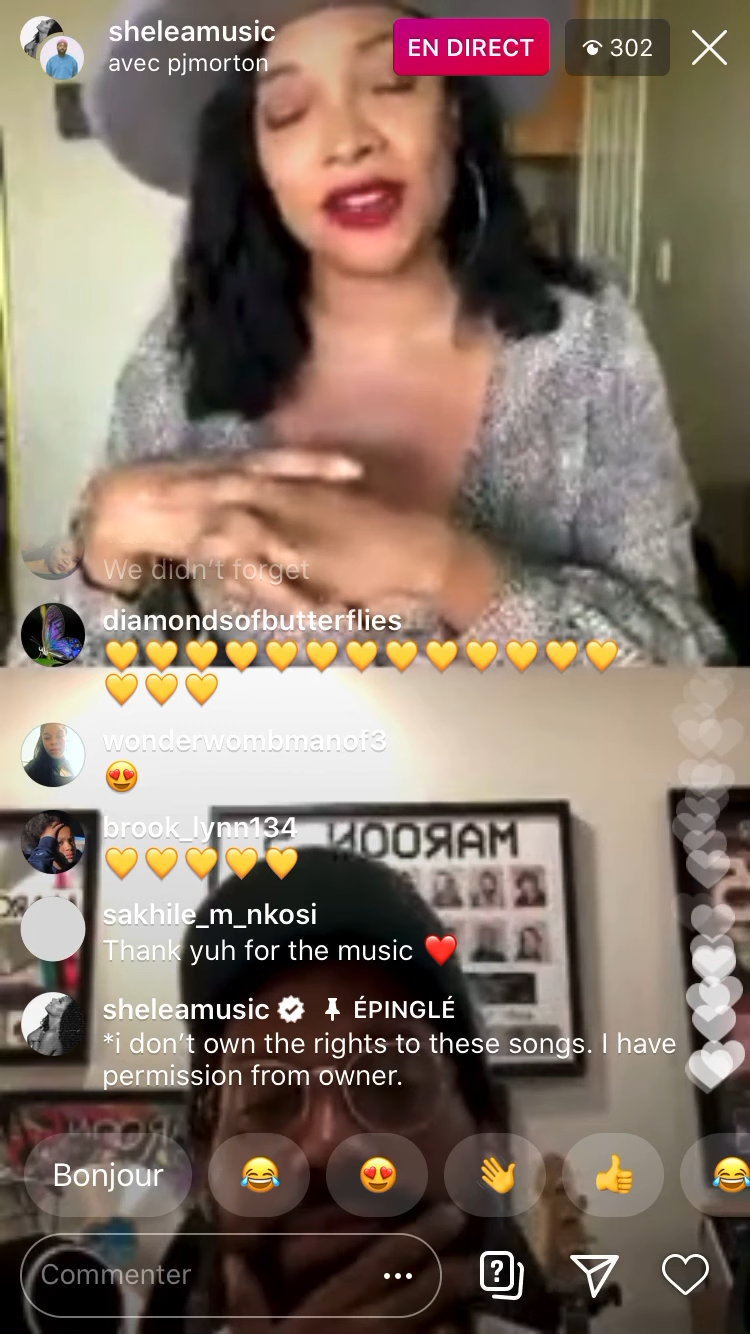 sheleamusic
avec pjmorton
EN DIRECT
302
We didn’t forget
diamondsofbutterflies
💛💛💛💛💛💛💛💛💛💛💛💛💛
💛💛💛
wonderwombmanof3
😍
brook_lynn134
💛💛💛💛💛
MAROON
sakhile_m_nkosi
Thank yuh for the music ❤️
sheleamusic ÉPINGLÉ
*i don’t own the rights to these songs. I have
permission from owner.
Bonjour 😂 😍 👋 👍 😂
Commenter